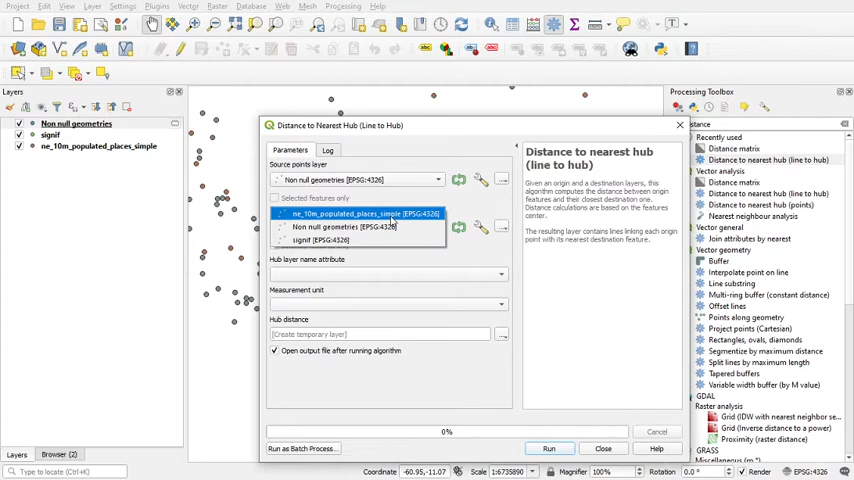 Project Edit View Layer Settings Plugins Vector Raster Database Web Mesh Processing Help
Layers
Non null geometries
signif
ne_10m_populated_places_simple
Layers Browser (2)
Type to locate (Ctrl+K)
Distance to Nearest Hub (Line to Hub)
Parameters Log
Source points layer
Non null geometries [EPSG:4326]
Selected features only
ne_10m_populated_places_simple [EPSG:4326]
Non null geometries [EPSG:4326]
signif [EPSG:4326]
Hub layer name attribute
Measurement unit
Hub distance
[Create temporary layer]
Open output file after running algorithm
0%
Cancel
Run as Batch Process...
Run
Close
Help
Distance to nearest hub
(line to hub)
Given an origin and a destination layers, this
algorithm computes the distance between origin
features and their closest destination one.
Distance calculations are based on the features
center.
The resulting layer contains lines linking each origin
point with its nearest destination feature.
Processing Toolbox
distance
Recently used
Distance matrix
Distance to nearest hub (line to hub)
Vector analysis
Distance matrix
Distance to nearest hub (line to hub)
Distance to nearest hub (points)
Vector general
Join attributes by nearest
Vector geometry
Buffer
Interpolate point on line
Line substring
Multi-ring buffer (constant distance)
Points along geometry
Project points (Cartesian)
Rectangles, ovals, diamonds
Segmentize by maximum distance
Split lines by maximum length
Tapered buffers
Variable width buffer (by M value)
GDAL
Raster analysis
Grid (IDW with nearest neighbor se...
Grid (Inverse distance to a power)
Proximity (raster distance)
GRASS
Coordinate -60.95,-11.07 Scale 1:6735890 Magnifier 100% Rotation 0.0 ° Render EPSG:4326